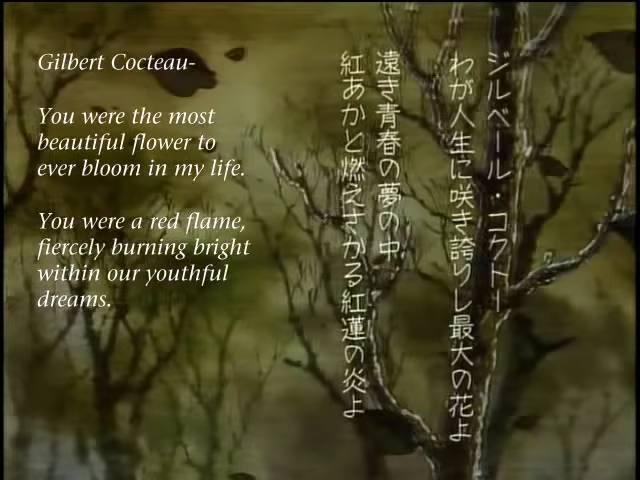 Gilbert Cocteau-
You were the most
beautiful flower to
ever bloom in my life.
You were a red flame,
fiercely burning bright
within our youthful
dreams.
ジルベール・コクトー
わが人生に咲き誇りし最大の花よ
遠き青春の夢の中
紅あかと燃えさかる紅蓮の炎よ